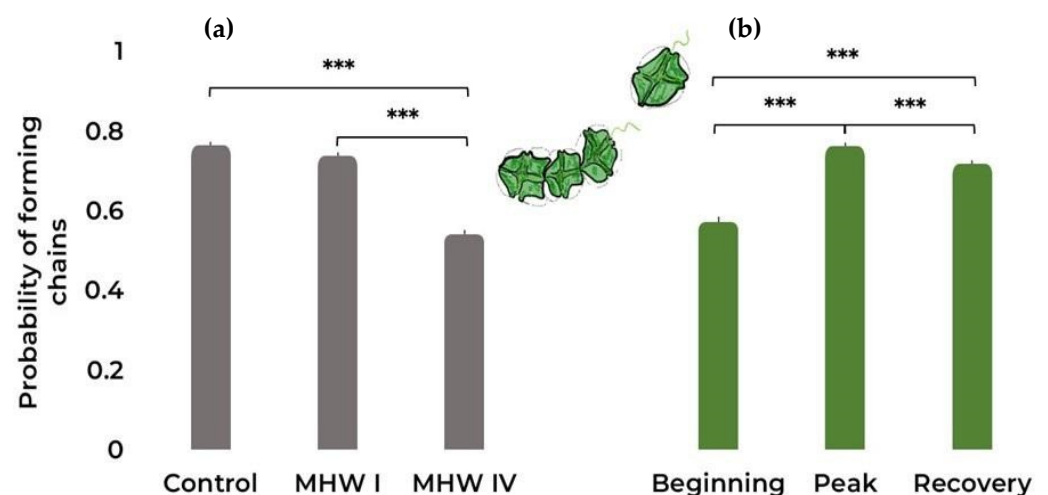 (a)
(b)
Probability of forming
chains
1
0.8
0.6
0.4
0.2
0
***
***
***
***
***
Control MHW I MHW IV
Beginning Peak Recovery